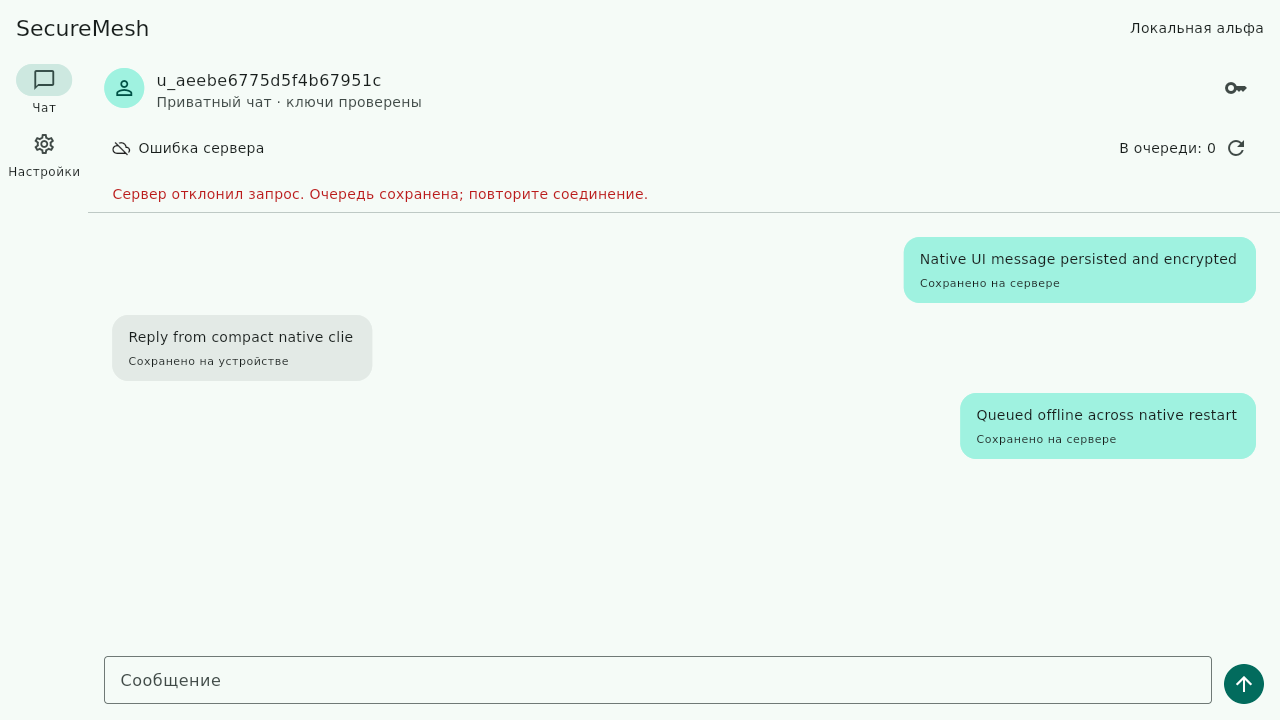 SecureMesh
Локальная альфа
Чат
Настройки
u_aeebe6775d5f4b67951c
Приватный чат · ключи проверены
Ошибка сервера
В очереди: 0
Сервер отклонил запрос. Очередь сохранена; повторите соединение.
Native UI message persisted and encrypted
Сохранено на сервере
Reply from compact native clie
Сохранено на устройстве
Queued offline across native restart
Сохранено на сервере
Сообщение